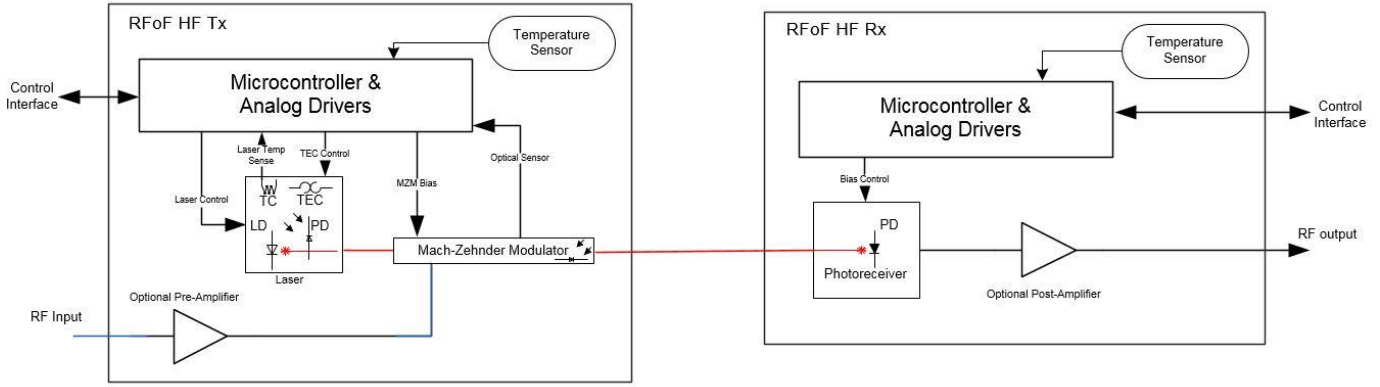 RFoF HF Tx
Temperature
Sensor
Microcontroller &
Analog Drivers
Control
Interface
Laser Temp
Sense
TEC Control
Optical Sensor
MZM Bias
Laser Control
TC
TEC
LD
PD
Laser
Mach-Zehnder Modulator
Optional Pre-Amplifier
RF Input
RFoF HF Rx
Temperature
Sensor
Microcontroller &
Analog Drivers
Control
Interface
Bias Control
PD
Photoreceiver
RF output
Optional Post-Amplifier